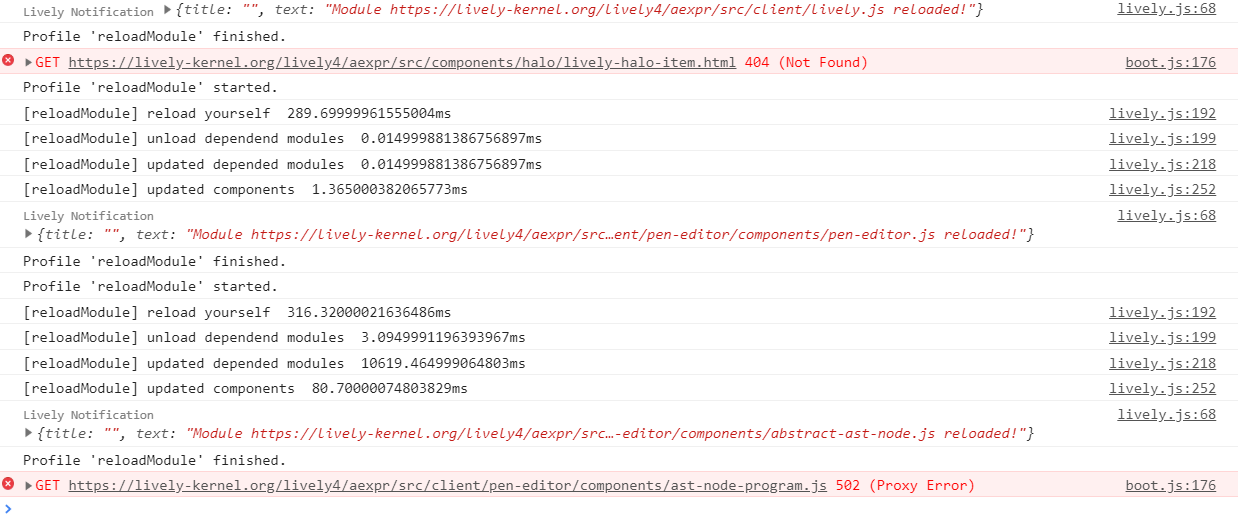 Lively Notification ▶{title: "", text: "Module https://lively-kernel.org/lively4/aexpr/src/client/lively.js reloaded!"} lively.js:68
Profile 'reloadModule' finished.
▶GET https://lively-kernel.org/lively4/aexpr/src/components/halo/lively-halo-item.html 404 (Not Found) boot.js:176
Profile 'reloadModule' started.
[reloadModule] reload yourself  289.69999961555004ms lively.js:192
[reloadModule] unload dependend modules  0.014999881386756897ms lively.js:199
[reloadModule] updated depended modules  0.014999881386756897ms lively.js:218
[reloadModule] updated components  1.365000382065773ms lively.js:252
Lively Notification lively.js:68
▶{title: "", text: "Module https://lively-kernel.org/lively4/aexpr/src…ent/pen-editor/components/pen-editor.js reloaded!"}
Profile 'reloadModule' finished.
Profile 'reloadModule' started.
[reloadModule] reload yourself  316.32000021636486ms lively.js:192
[reloadModule] unload dependend modules  3.0949991196393967ms lively.js:199
[reloadModule] updated depended modules  10619.464999064803ms lively.js:218
[reloadModule] updated components  80.70000074803829ms lively.js:252
Lively Notification lively.js:68
▶{title: "", text: "Module https://lively-kernel.org/lively4/aexpr/src…-editor/components/abstract-ast-node.js reloaded!"}
Profile 'reloadModule' finished.
▶GET https://lively-kernel.org/lively4/aexpr/src/client/pen-editor/components/ast-node-program.js 502 (Proxy Error) boot.js:176